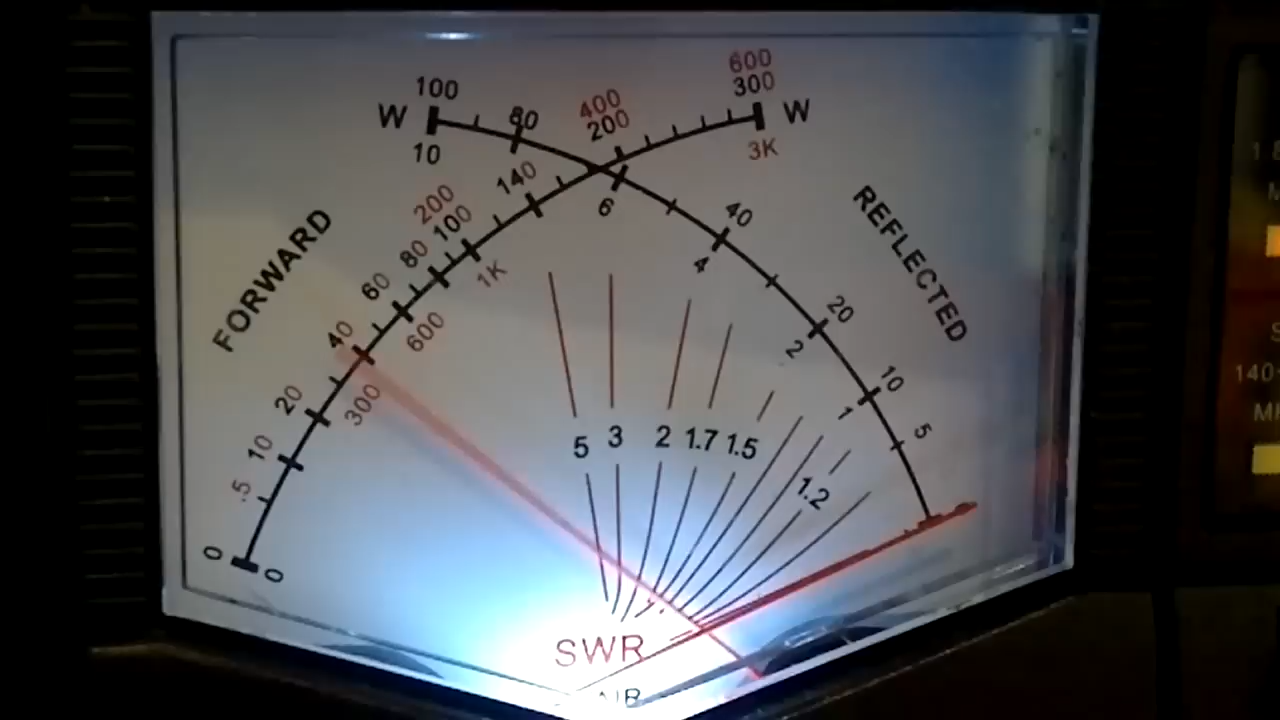 600
100 400 300
W 80 200 W
10 140 3K
200
100 6 40
FORWARD 80 1K 4 REFLECTED
60
40 600 20
2
20 300 10
1
10 5 3 2 1.7 1.5 5
.5 1.2
0 0
SWR